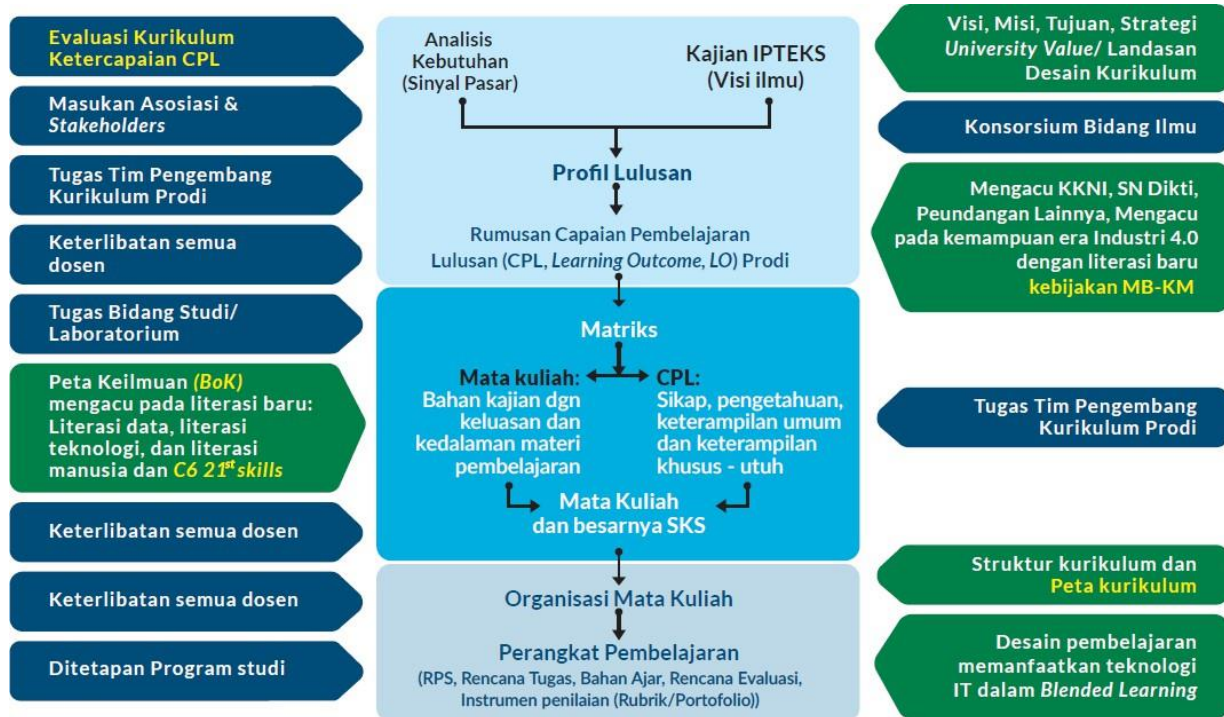 Evaluasi Kurikulum
Ketercapaian CPL
Masukan Asosiasi &
Stakeholders
Tugas Tim Pengembang
Kurikulum Prodi
Keterlibatan semua
dosen
Tugas Bidang Studi/
Laboratorium
Peta Keilmuan (BoK)
mengacu pada literasi baru:
Literasi data, literasi
teknologi, dan literasi
manusia dan C6 21st skills
Keterlibatan semua dosen
Keterlibatan semua dosen
Ditetapan Program studi
Analisis
Kebutuhan
(Sinyal Pasar)
Kajian IPTEKS
(Visi ilmu)
Profil Lulusan
Rumusan Capaian Pembelajaran
Lulusan (CPL, Learning Outcome, LO) Prodi
Matriks
Mata kuliah:
Bahan kajian dgn
keluasan dan
kedalaman materi
pembelajaran
CPL:
Sikap, pengetahuan,
keterampilan umum
dan keterampilan
khusus - utuh
Mata Kuliah
dan besarnya SKS
Organisasi Mata Kuliah
Perangkat Pembelajaran
(RPS, Rencana Tugas, Bahan Ajar, Rencana Evaluasi,
Instrumen penilaian (Rubrik/Portofolio))
Visi, Misi, Tujuan, Strategi
University Value/ Landasan
Desain Kurikulum
Konsorsium Bidang Ilmu
Mengacu KKNI, SN Dikti,
Peundangan Lainnya, Mengacu
pada kemampuan era Industri 4.0
dengan literasi baru
kebijakan MB-KM
Tugas Tim Pengembang
Kurikulum Prodi
Struktur kurikulum dan
Peta kurikulum
Desain pembelajaran
memanfaatkan teknologi
IT dalam Blended Learning